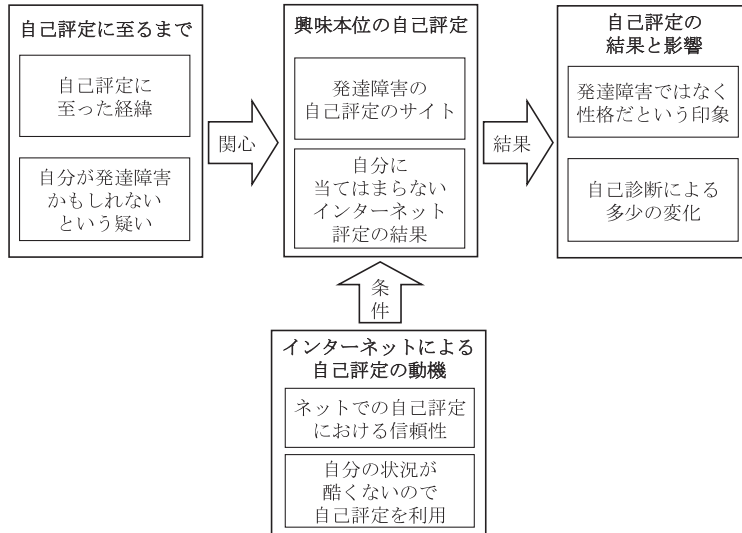 自己評定に至るまで
自己評定に
至った経緯
自分が発達障害
かもしれない
という疑い
関心
興味本位の自己評定
発達障害の
自己評定のサイト
自分に
当てはまらない
インターネット
評定の結果
結果
自己評定の
結果と影響
発達障害ではなく
性格だという印象
自己診断による
多少の変化
条
件
インターネットによる
自己評定の動機
ネットでの自己評定
における信頼性
自分の状況が
酷くないので
自己評定を利用